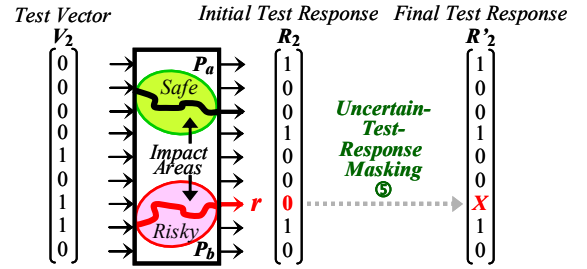 Test Vector Initial Test Response Final Test Response
V2 R2 R'2
0 Pa 1 1
0 Safe 0 0
0 0 0
0 1 Uncertain-Test-Response Masking ⑤ 1
1 Impact Areas 0 0
0 0 0
1 r 0 X
1 Risky 1 1
0 Pb 0 0